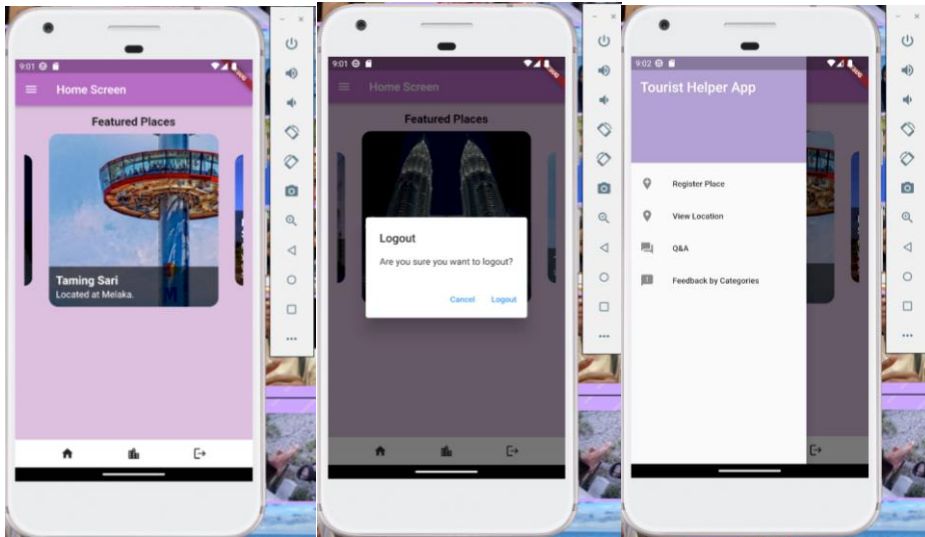 9:01
Home Screen
Featured Places
Taming Sari
Located at Melaka.
9:01
Home Screen
Featured Places
Logout
Are you sure you want to logout?
Cancel
Logout
9:02
Tourist Helper App
Register Place
View Location
Q&A
Feedback by Categories